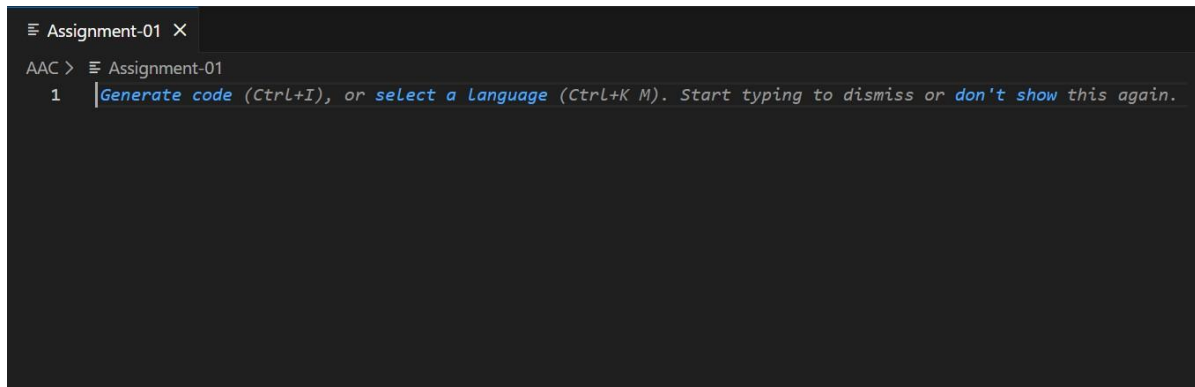 Assignment-01
AAC > Assignment-01
1 Generate code (Ctrl+I), or select a language (Ctrl+K M). Start typing to dismiss or don't show this again.